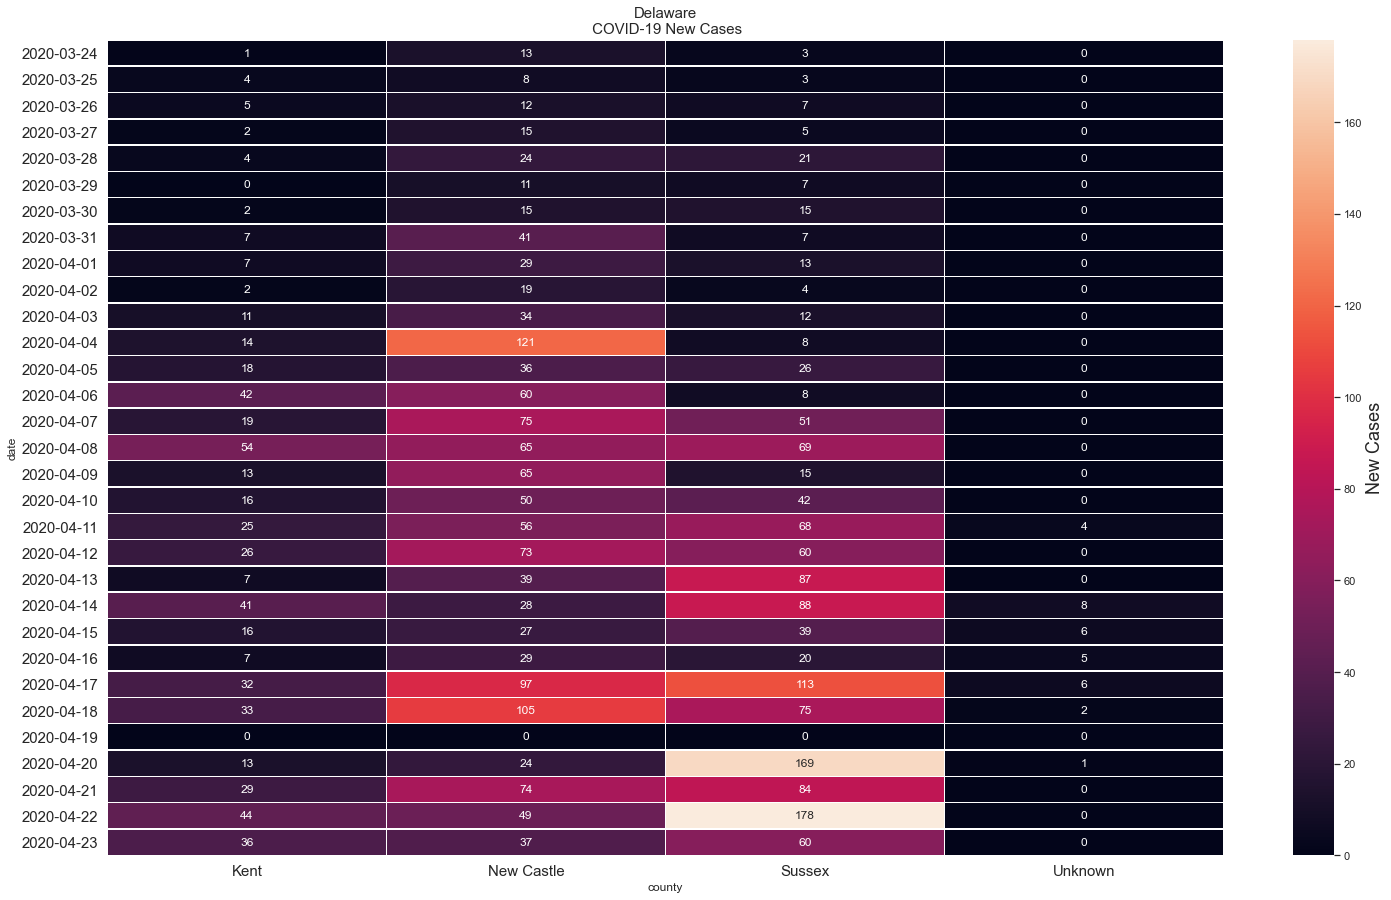 Delaware
COVID-19 New Cases
2020-03-24 1 13 3 0
2020-03-25 4 8 3 0
2020-03-26 5 12 7 0
2020-03-27 2 15 5 0
2020-03-28 4 24 21 0
2020-03-29 0 11 7 0
2020-03-30 2 15 15 0
2020-03-31 7 41 7 0
2020-04-01 7 29 13 0
2020-04-02 2 19 4 0
2020-04-03 11 34 12 0
2020-04-04 14 121 8 0
2020-04-05 18 36 26 0
2020-04-06 42 60 8 0
2020-04-07 19 75 51 0
2020-04-08 54 65 69 0
2020-04-09 13 65 15 0
2020-04-10 16 50 42 0
2020-04-11 25 56 68 4
2020-04-12 26 73 60 0
2020-04-13 7 39 87 0
2020-04-14 41 28 88 8
2020-04-15 16 27 39 6
2020-04-16 7 29 20 5
2020-04-17 32 97 113 6
2020-04-18 33 105 75 2
2020-04-19 0 0 0 0
2020-04-20 13 24 169 1
2020-04-21 29 74 84 0
2020-04-22 44 49 178 0
2020-04-23 36 37 60 0
Kent New Castle Sussex Unknown
county
date
160
140
120
100
80
60
40
20
0
New Cases